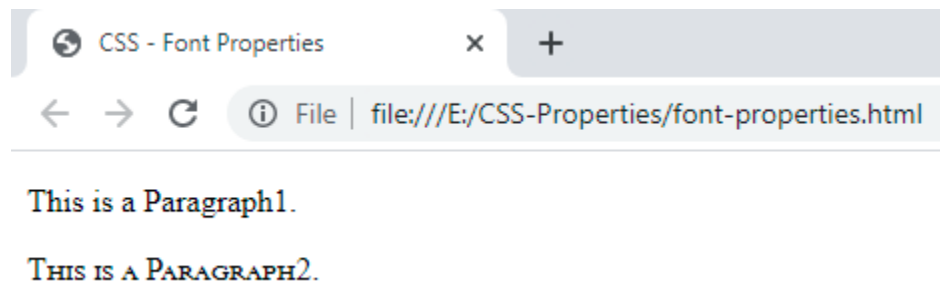 CSS - Font Properties
File | file:///E:/CSS-Properties/font-properties.html
This is a Paragraph1.
This is a Paragraph2.